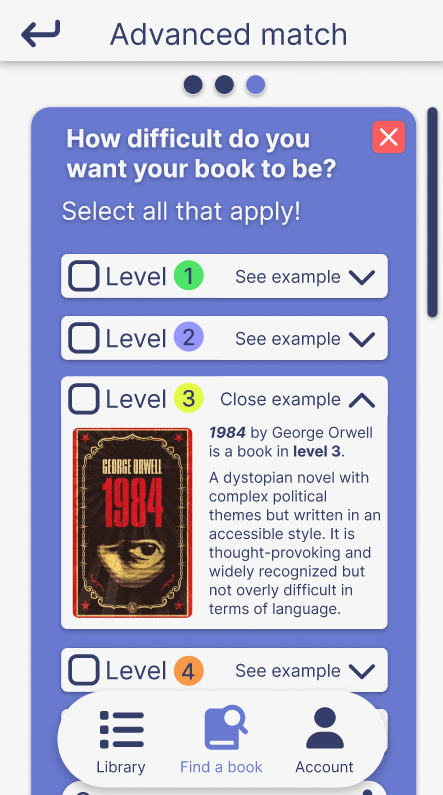 Advanced match
How difficult do you
want your book to be?
Select all that apply!
Level 1 See example
Level 2 See example
Level 3 Close example
GEORGE ORWELL
1984
1984 by George Orwell
is a book in level 3.
A dystopian novel with
complex political
themes but written in an
accessible style. It is
thought-provoking and
widely recognized but
not overly difficult in
terms of language.
Level 4 See example
Library Find a book Account